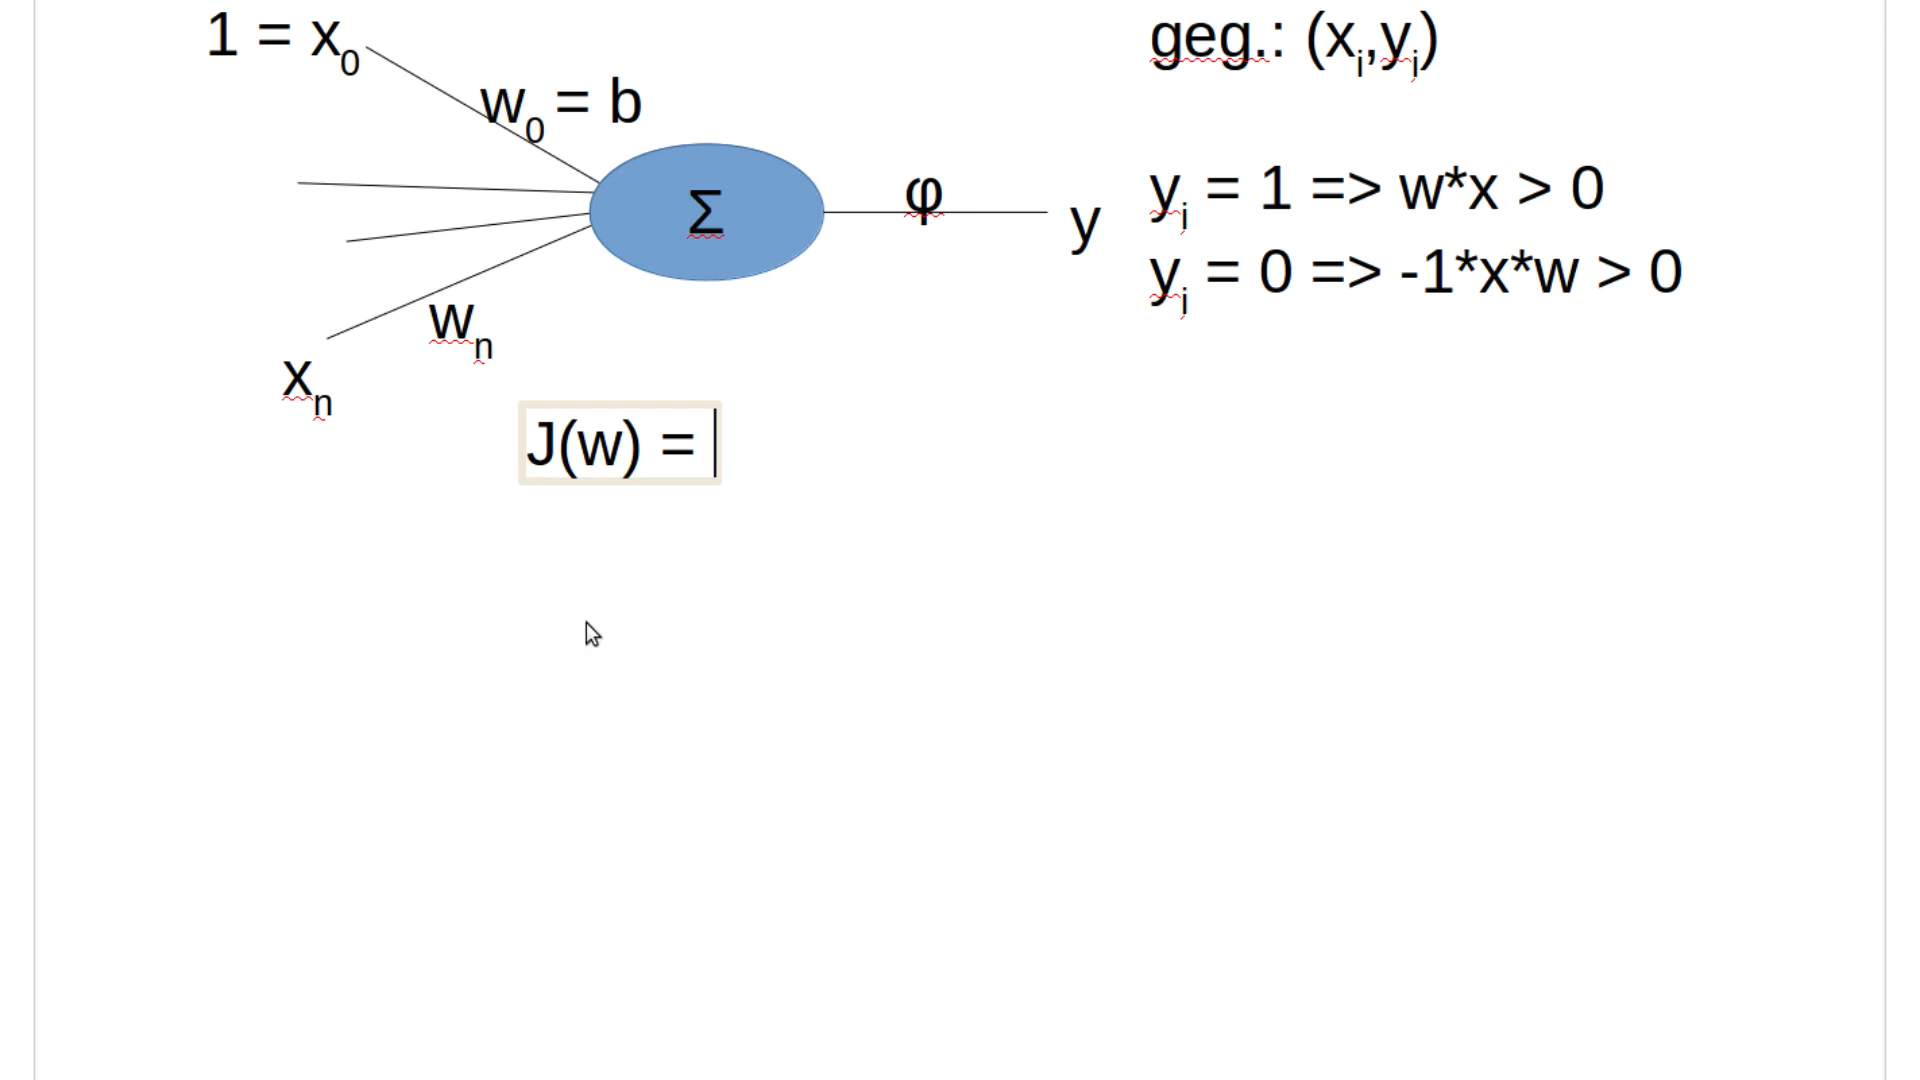 1 = x₀
w₀ = b
Σ
φ
y
wₙ
xₙ
geg.: (xᵢ,yᵢ)
yᵢ = 1 => w*x > 0
yᵢ = 0 => -1*x*w > 0
J(w) =